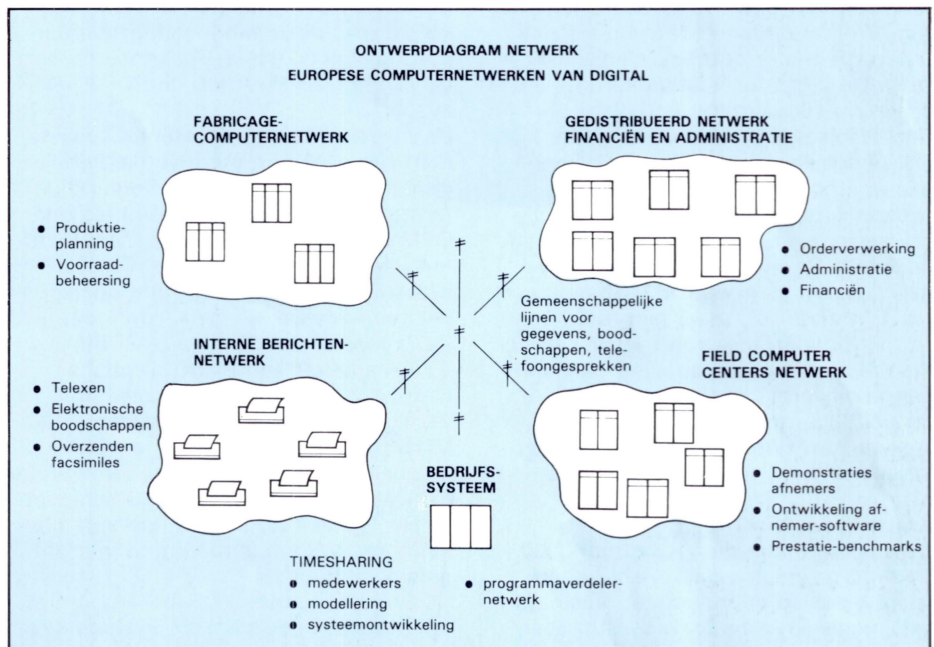 ONTWERPDIAGRAM NETWERK
EUROPESE COMPUTERNETWERKEN VAN DIGITAL
FABRICAGE-
COMPUTERNETWERK
● Produktie-
planning
● Voorraad-
beheersing
GEDISTRIBUEERD NETWERK
FINANCIËN EN ADMINISTRATIE
● Orderverwerking
● Administratie
● Financiën
Gemeenschappelijke
lijnen voor
gegevens, bood-
schappen, tele-
foongesprekken
INTERNE BERICHTEN-
NETWERK
● Telexen
● Elektronische
boodschappen
● Overzenden
facsimiles
FIELD COMPUTER
CENTERS NETWORK
● Demonstraties
afnemers
● Ontwikkeling af-
nemer-software
● Prestatie-benchmarks
BEDRIJFS-
SYSTEEM
TIMESHARING
● medewerkers
● modellering
● systeemontwikkeling
● programmaverdeler-
netwerk